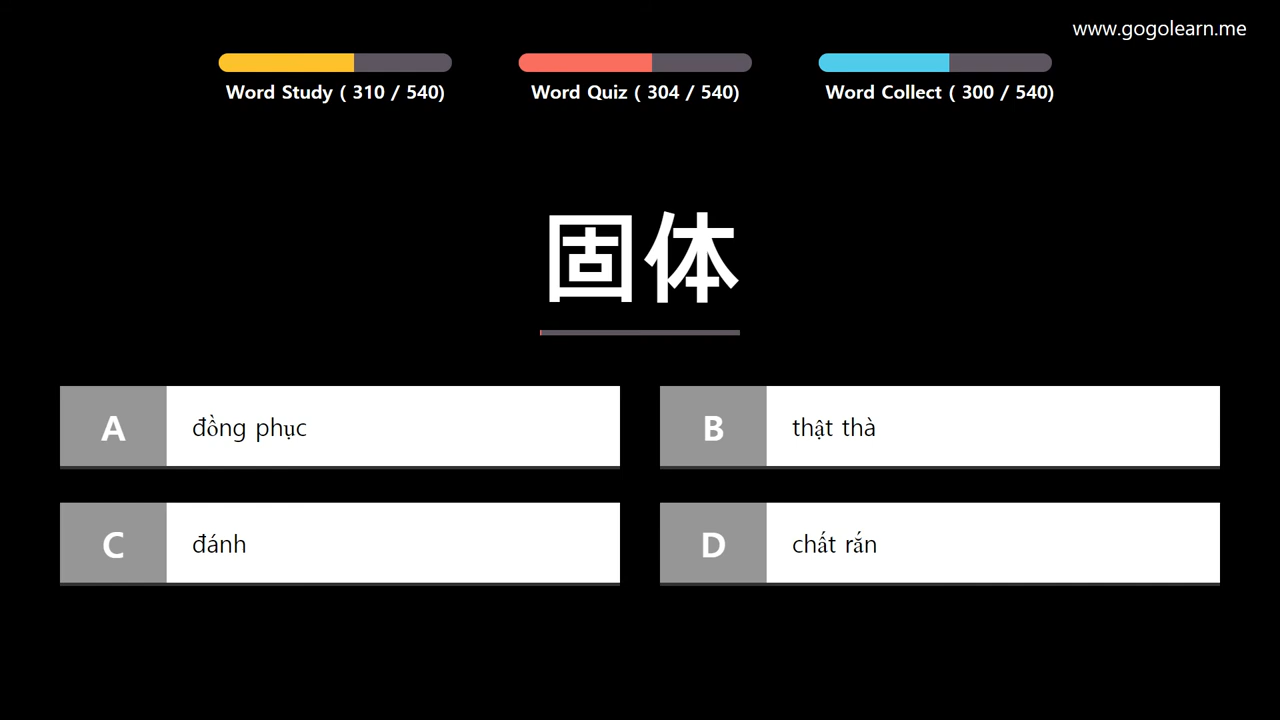 www.gogolearn.me
Word Study ( 310 / 540)
Word Quiz ( 304 / 540)
Word Collect ( 300 / 540)
固体
A đồng phục
B thật thà
C đánh
D chất rắn